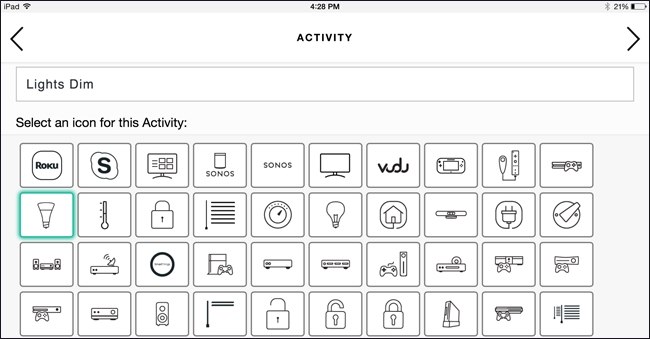 iPad 4:28 PM 21%
ACTIVITY
Lights Dim
Select an icon for this Activity:
Roku S SONOS SONOS vudu